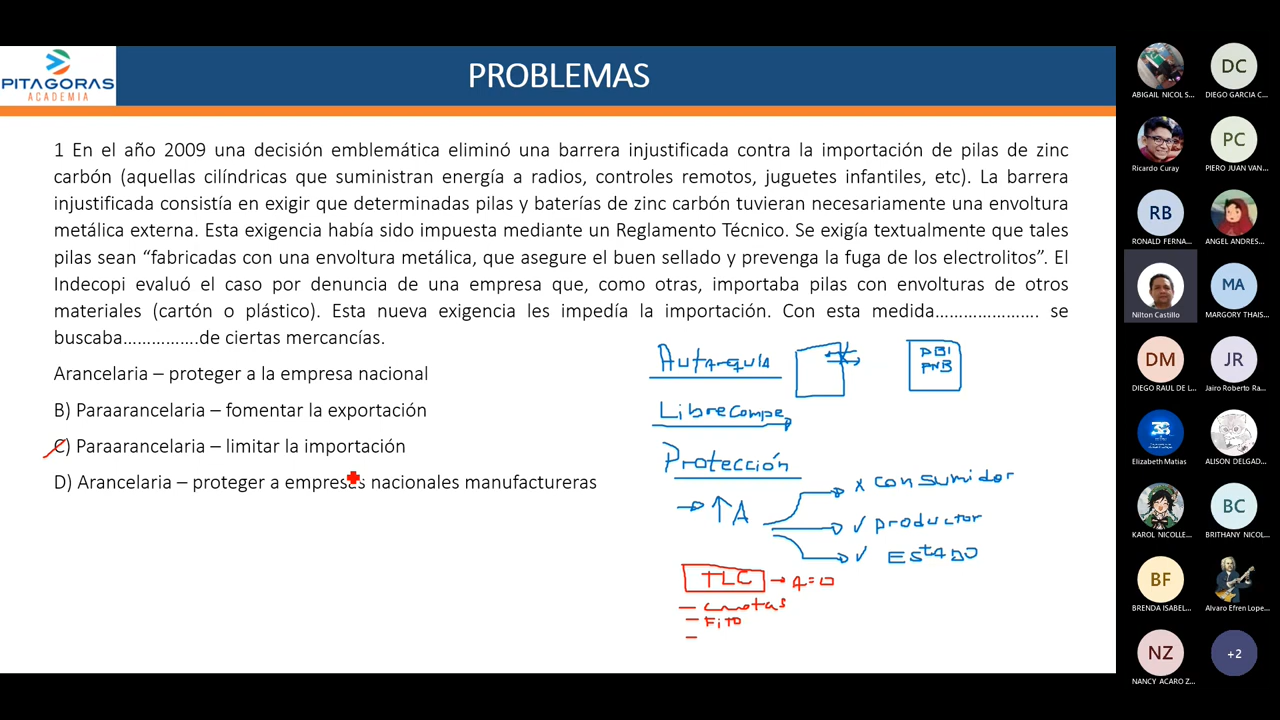 PITAGORAS
ACADEMIA
PROBLEMAS
1 En el año 2009 una decisión emblemática eliminó una barrera injustificada contra la importación de pilas de zinc
carbón (aquellas cilíndricas que suministran energía a radios, controles remotos, juguetes infantiles, etc). La barrera
injustificada consistía en exigir que determinadas pilas y baterías de zinc carbón tuvieran necesariamente una envoltura
metálica externa. Esta exigencia había sido impuesta mediante un Reglamento Técnico. Se exigía textualmente que tales
pilas sean “fabricadas con una envoltura metálica, que asegure el buen sellado y prevenga la fuga de los electrolitos”. El
Indecopi evaluó el caso por denuncia de una empresa que, como otras, importaba pilas con envolturas de otros
materiales (cartón o plástico). Esta nueva exigencia les impedía la importación. Con esta medida…………………. se
buscaba…………….de ciertas mercancías.
Arancelaria – proteger a la empresa nacional
B) Paraarancelaria – fomentar la exportación
C) Paraarancelaria – limitar la importación
D) Arancelaria – proteger a empresas nacionales manufactureras
Autarquía
PBI
PNB
Librecompe
Protección
→ ↑A
x consumidor
✓ productor
✓ ESTADO
TLC → A=0
— cuotas
— Fito
—
ABIGAIL NICOL S...
DC
DIEGO GARCIA C...
Ricardo Curay
PC
PIERO JUAN VAN...
RB
RONALD FERNA...
ANGEL ANDRES...
Nilton Castillo
MA
MARGORY THAIS...
DM
DIEGO RAUL DE L...
JR
Jairo Roberto Ra...
Elizabeth Matias
ALISON DELGAD...
KAROL NICOLLE...
BC
BRITHANY NICOL...
BF
BRENDA ISABEL...
Alvaro Efren Lope...
NZ
NANCY ACARO Z...
+2